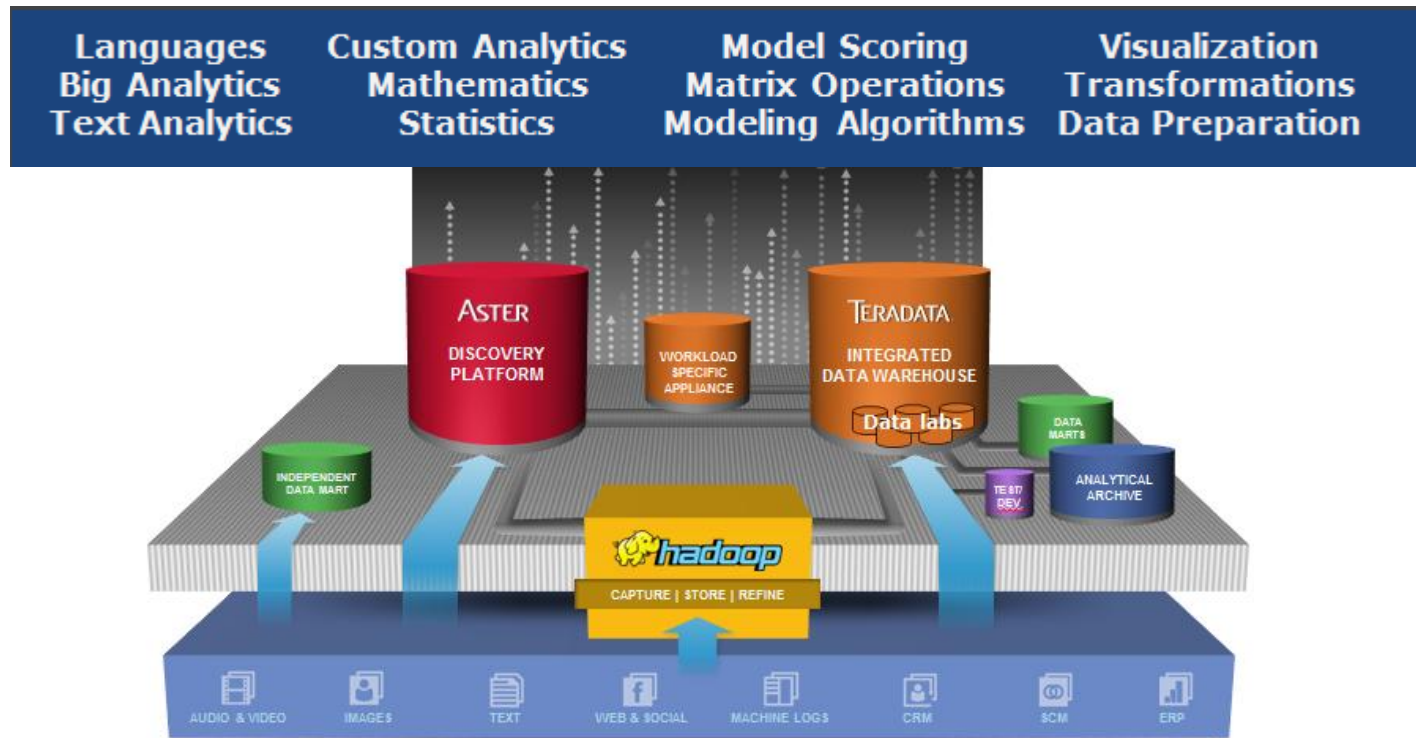 Languages Custom Analytics Model Scoring Visualization
Big Analytics Mathematics Matrix Operations Transformations
Text Analytics Statistics Modeling Algorithms Data Preparation
ASTER
DISCOVERY
PLATFORM
WORKLOAD
SPECIFIC
APPLIANCE
TERADATA
INTEGRATED
DATA WAREHOUSE
Data labs
DATA
MARTS
INDEPENDENT
DATA MART
ANALYTICAL
ARCHIVE
DEV
hadoop
CAPTURE | STORE | REFINE
AUDIO & VIDEO IMAGES TEXT WEB & SOCIAL MACHINE LOGS CRM SCM ERP